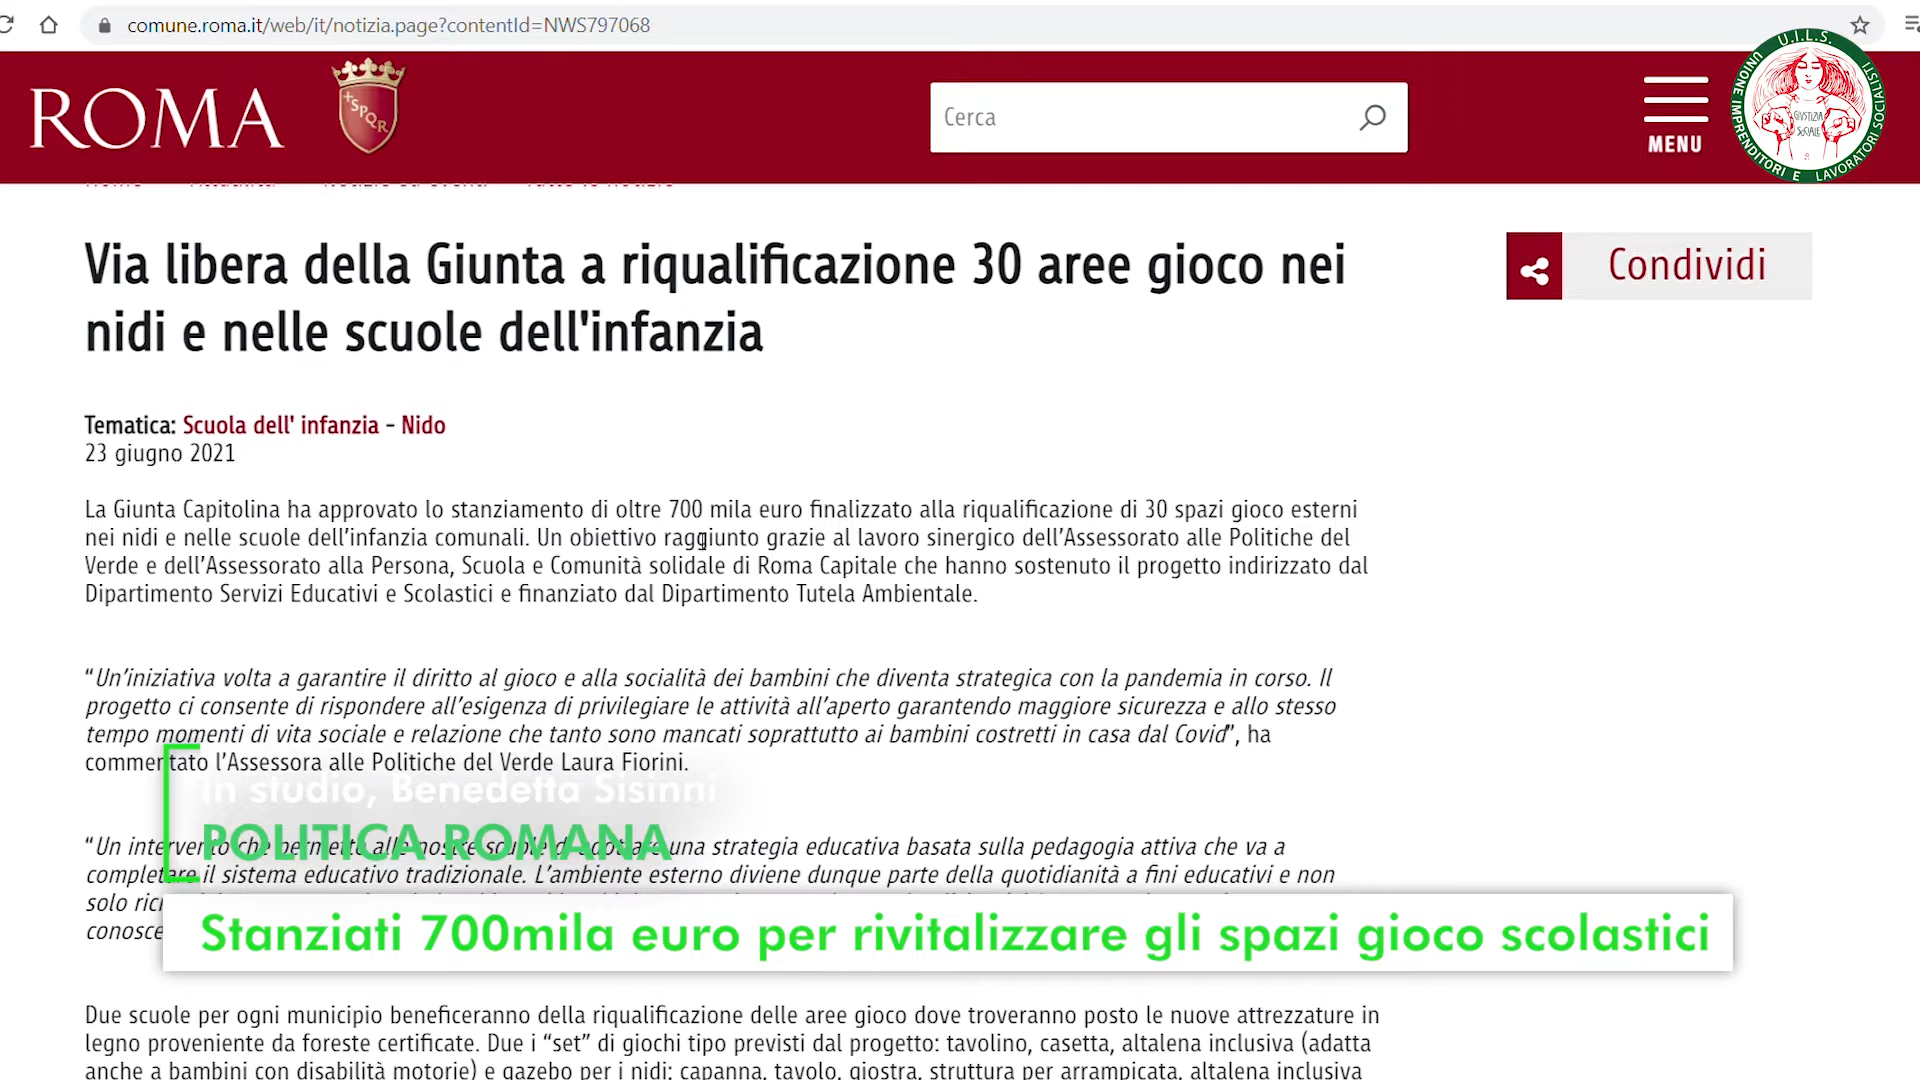 comune.roma.it/web/it/notizia.page?contentId=NWS797068
ROMA
SPQR
Cerca
MENU
U.I.L.S.
UNIONE IMPRENDITORI E LAVORATORI SOCIALISTI
GIUSTIZIA
SOCIALE
Via libera della Giunta a riqualificazione 30 aree gioco nei
nidi e nelle scuole dell'infanzia
Condividi
Tematica: Scuola dell' infanzia - Nido
23 giugno 2021
La Giunta Capitolina ha approvato lo stanziamento di oltre 700 mila euro finalizzato alla riqualificazione di 30 spazi gioco esterni
nei nidi e nelle scuole dell’infanzia comunali. Un obiettivo raggiunto grazie al lavoro sinergico dell’Assessorato alle Politiche del
Verde e dell’Assessorato alla Persona, Scuola e Comunità solidale di Roma Capitale che hanno sostenuto il progetto indirizzato dal
Dipartimento Servizi Educativi e Scolastici e finanziato dal Dipartimento Tutela Ambientale.
“Un’iniziativa volta a garantire il diritto al gioco e alla socialità dei bambini che diventa strategica con la pandemia in corso. Il
progetto ci consente di rispondere all’esigenza di privilegiare le attività all’aperto garantendo maggiore sicurezza e allo stesso
tempo momenti di vita sociale e relazione che tanto sono mancati soprattutto ai bambini costretti in casa dal Covid”, ha
commentato l’Assessora alle Politiche del Verde Laura Fiorini.
In studio, Benedetta Sisinni
POLITICA ROMANA
“Un intervento che permette alle nostre scuole di adottare una strategia educativa basata sulla pedagogia attiva che va a
completare il sistema educativo tradizionale. L’ambiente esterno diviene dunque parte della quotidianità a fini educativi e non
solo
Stanziati 700mila euro per rivitalizzare gli spazi gioco scolastici
Due scuole per ogni municipio beneficeranno della riqualificazione delle aree gioco dove troveranno posto le nuove attrezzature in
legno proveniente da foreste certificate. Due i “set” di giochi tipo previsti dal progetto: tavolino, casetta, altalena inclusiva (adatta
anche a bambini con disabilità motorie) e gazebo per i nidi; capanna, tavolo, giostra, struttura per arrampicata, altalena inclusiva